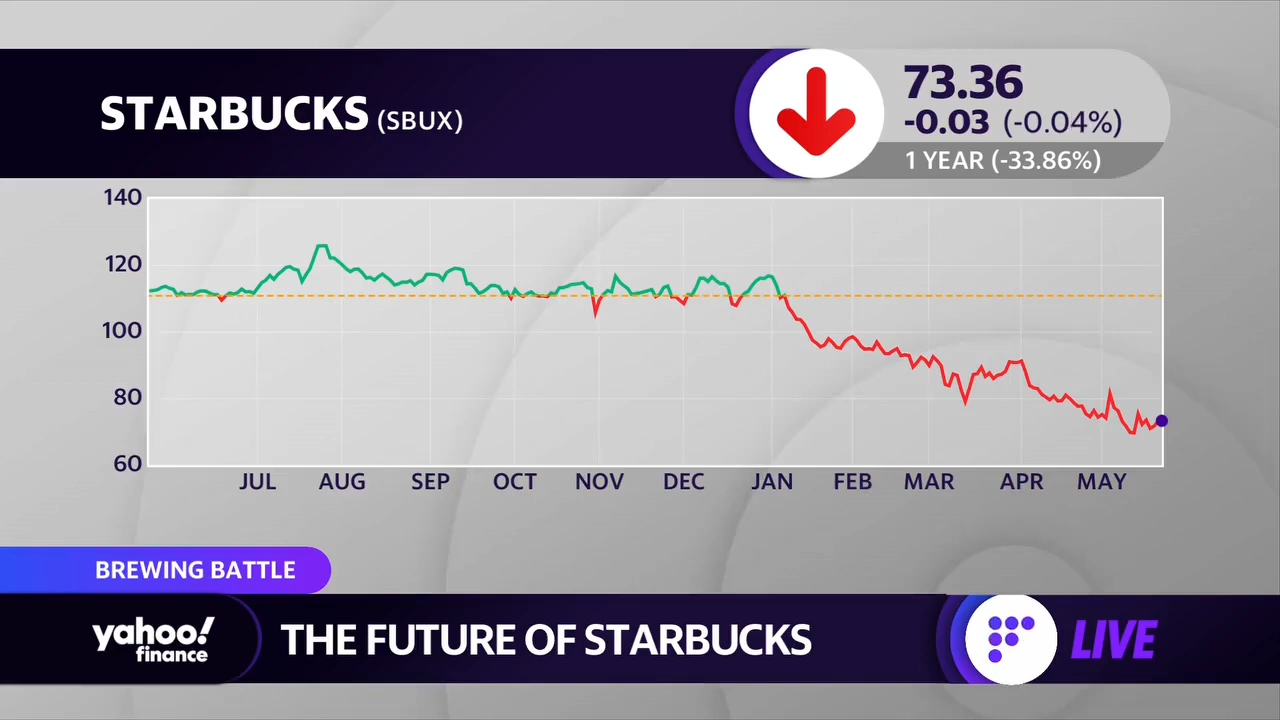 STARBUCKS (SBUX)
73.36
-0.03 (-0.04%)
1 YEAR (-33.86%)
140
120
100
80
60
JUL AUG SEP OCT NOV DEC JAN FEB MAR APR MAY
BREWING BATTLE
yahoo!
finance
THE FUTURE OF STARBUCKS
LIVE